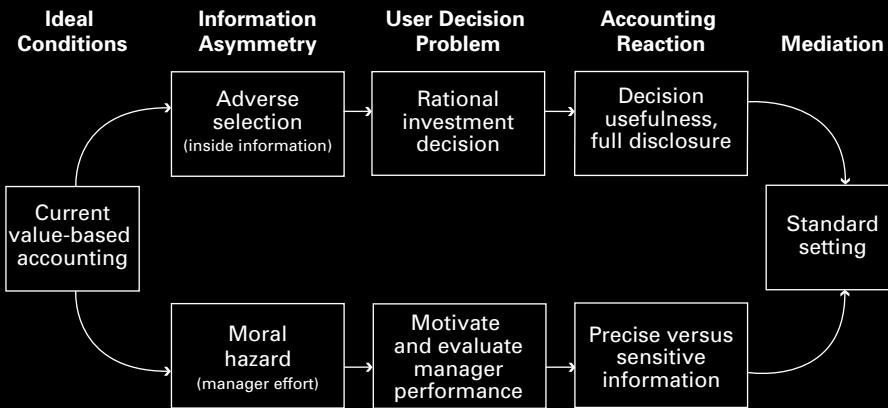 Ideal
Conditions
Information
Asymmetry
User Decision
Problem
Accounting
Reaction
Mediation
Adverse
selection
(inside information)
Rational
investment
decision
Decision
usefulness,
full disclosure
Current
value-based
accounting
Standard
setting
Moral
hazard
(manager effort)
Motivate
and evaluate
manager
performance
Precise versus
sensitive
information